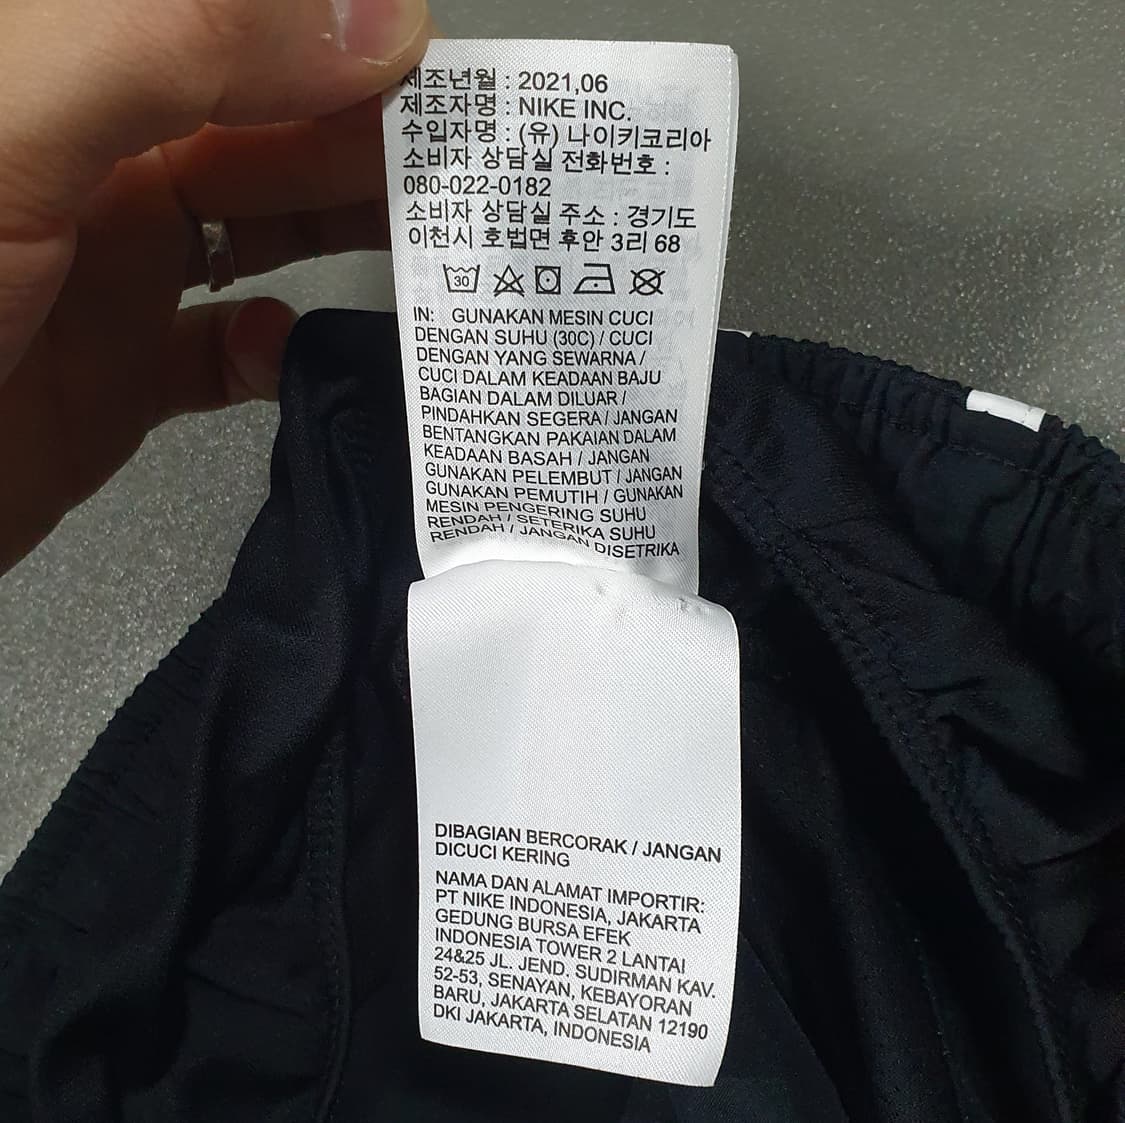 제조년월 : 2021,06
제조자명 : NIKE INC.
수입자명 : (유) 나이키코리아
소비자 상담실 전화번호 :
080-022-0182
소비자 상담실 주소 : 경기도
이천시 호법면 후안 3리 68
30
IN: GUNAKAN MESIN CUCI
DENGAN SUHU (30C) / CUCI
DENGAN YANG SEWARNA /
CUCI DALAM KEADAAN BAJU
BAGIAN DALAM DILUAR /
PINDAHKAN SEGERA / JANGAN
BENTANGKAN PAKAIAN DALAM
KEADAAN BASAH / JANGAN
GUNAKAN PELEMBUT / JANGAN
GUNAKAN PEMUTIH / GUNAKAN
MESIN PENGERING SUHU
RENDAH / SETERIKA SUHU
RENDAH / JANGAN DISETRIKA
DIBAGIAN BERCORAK / JANGAN
DICUCI KERING
NAMA DAN ALAMAT IMPORTIR:
PT NIKE INDONESIA, JAKARTA
GEDUNG BURSA EFEK
INDONESIA TOWER 2 LANTAI
24&25 JL. JEND. SUDIRMAN KAV.
52-53, SENAYAN, KEBAYORAN
BARU, JAKARTA SELATAN 12190
DKI JAKARTA, INDONESIA